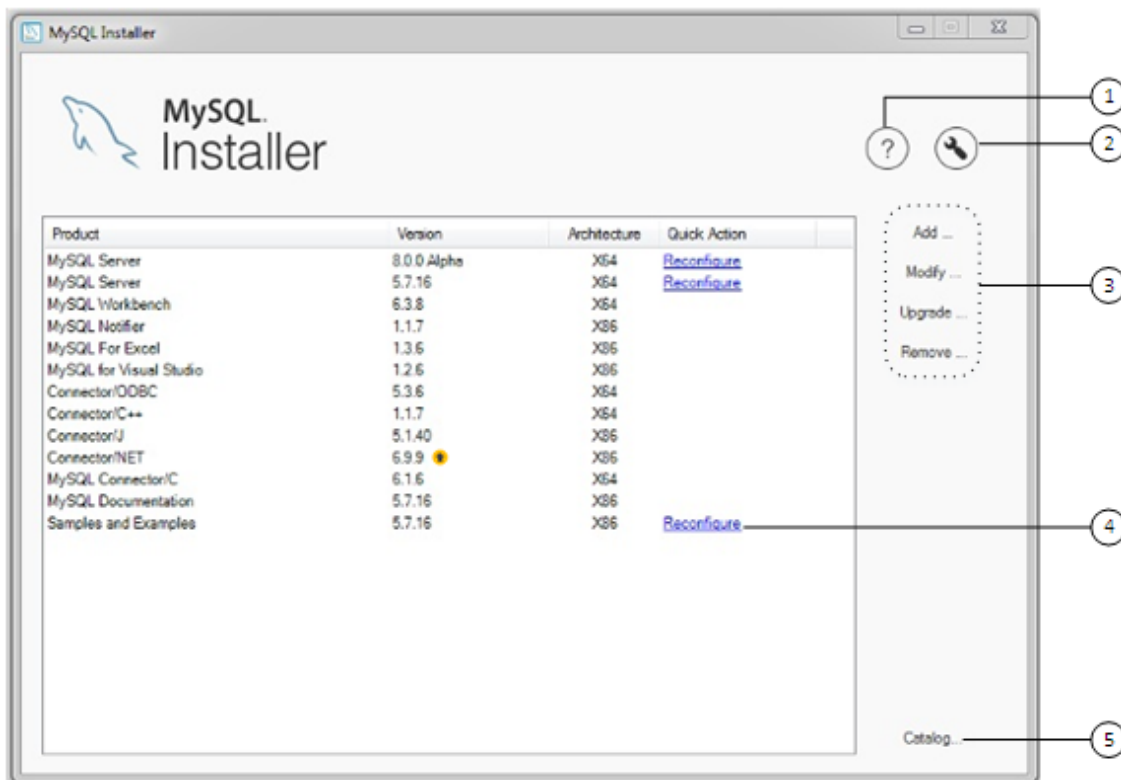 MySQL Installer
MySQL.
Installer
1
?
2
Product Version Architecture Quick Action
MySQL Server 8.0.0 Alpha X64 Reconfigure
MySQL Server 5.7.16 X64 Reconfigure
MySQL Workbench 6.3.8 X64
MySQL Notifier 1.1.7 X86
MySQL For Excel 1.3.6 X86
MySQL for Visual Studio 1.2.6 X86
Connector/ODBC 5.3.6 X64
Connector/C++ 1.1.7 X64
Connector/J 5.1.40 X86
Connector/NET 6.9.9 X86
MySQL Connector/C 6.1.6 X64
MySQL Documentation 5.7.16 X86
Samples and Examples 5.7.16 X86 Reconfigure
Add ...
Modify ...
Upgrade ...
Remove ...
3
4
Catalog...
5